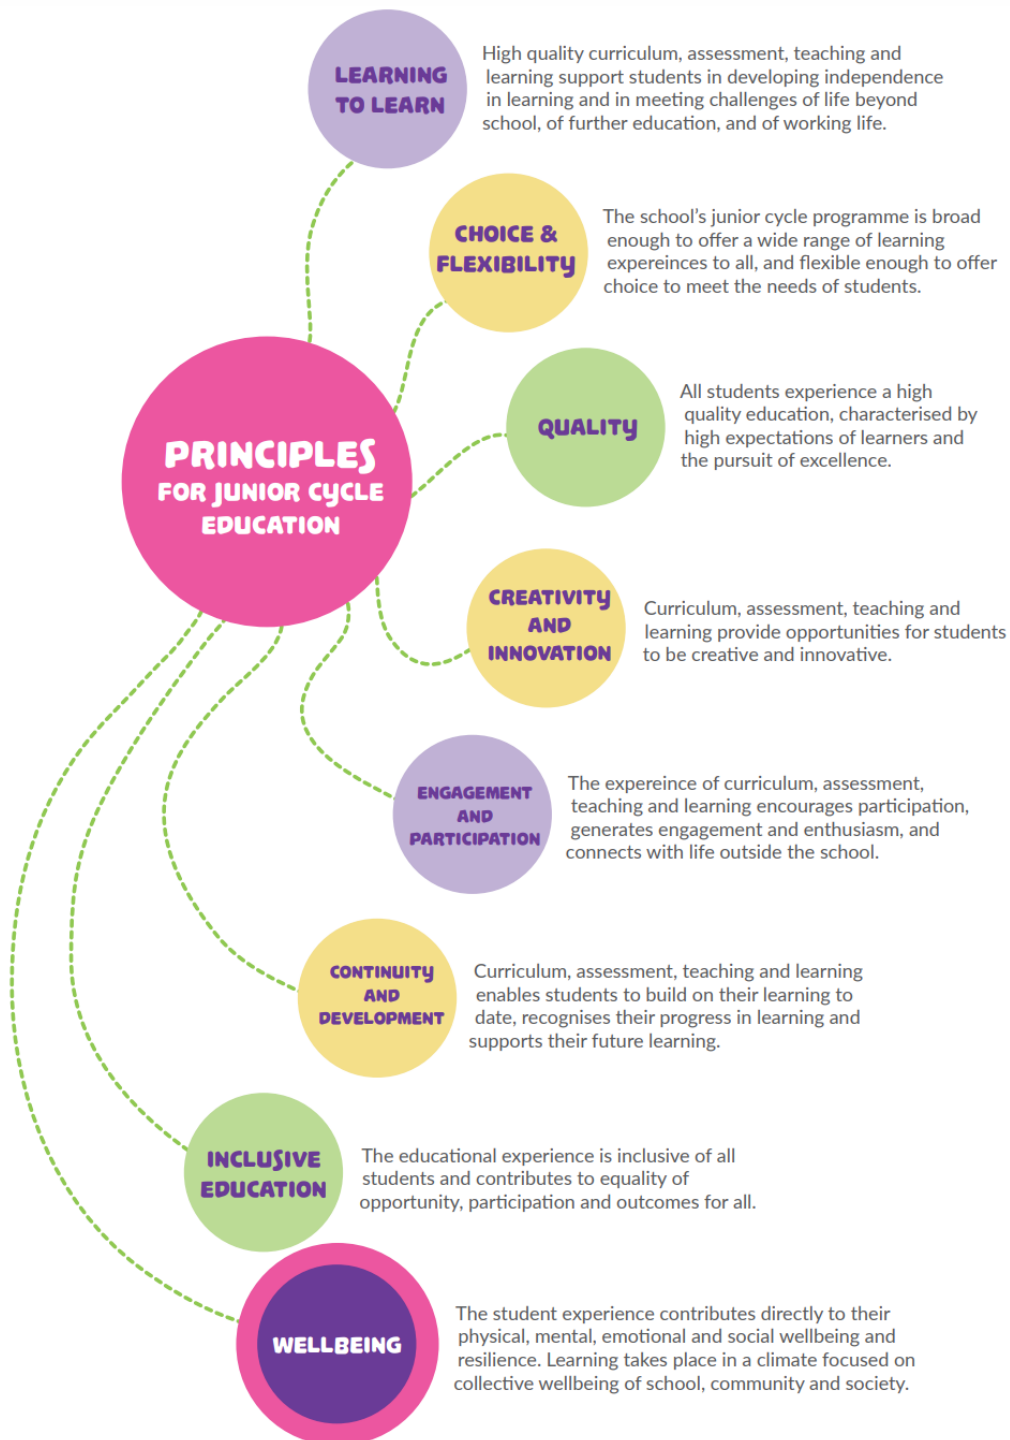 LEARNING
TO LEARN
High quality curriculum, assessment, teaching and
learning support students in developing independence
in learning and in meeting challenges of life beyond
school, of further education, and of working life.
CHOICE &
FLEXIBILITY
The school's junior cycle programme is broad
enough to offer a wide range of learning
expereinces to all, and flexible enough to offer
choice to meet the needs of students.
QUALITY
All students experience a high
quality education, characterised by
high expectations of learners and
the pursuit of excellence.
PRINCIPLES
FOR JUNIOR CYCLE
EDUCATION
CREATIVITY
AND
INNOVATION
Curriculum, assessment, teaching and
learning provide opportunities for students
to be creative and innovative.
ENGAGEMENT
AND
PARTICIPATION
The expereince of curriculum, assessment,
teaching and learning encourages participation,
generates engagement and enthusiasm, and
connects with life outside the school.
CONTINUITY
AND
DEVELOPMENT
Curriculum, assessment, teaching and learning
enables students to build on their learning to
date, recognises their progress in learning and
supports their future learning.
INCLUSIVE
EDUCATION
The educational experience is inclusive of all
students and contributes to equality of
opportunity, participation and outcomes for all.
WELLBEING
The student experience contributes directly to their
physical, mental, emotional and social wellbeing and
resilience. Learning takes place in a climate focused on
collective wellbeing of school, community and society.